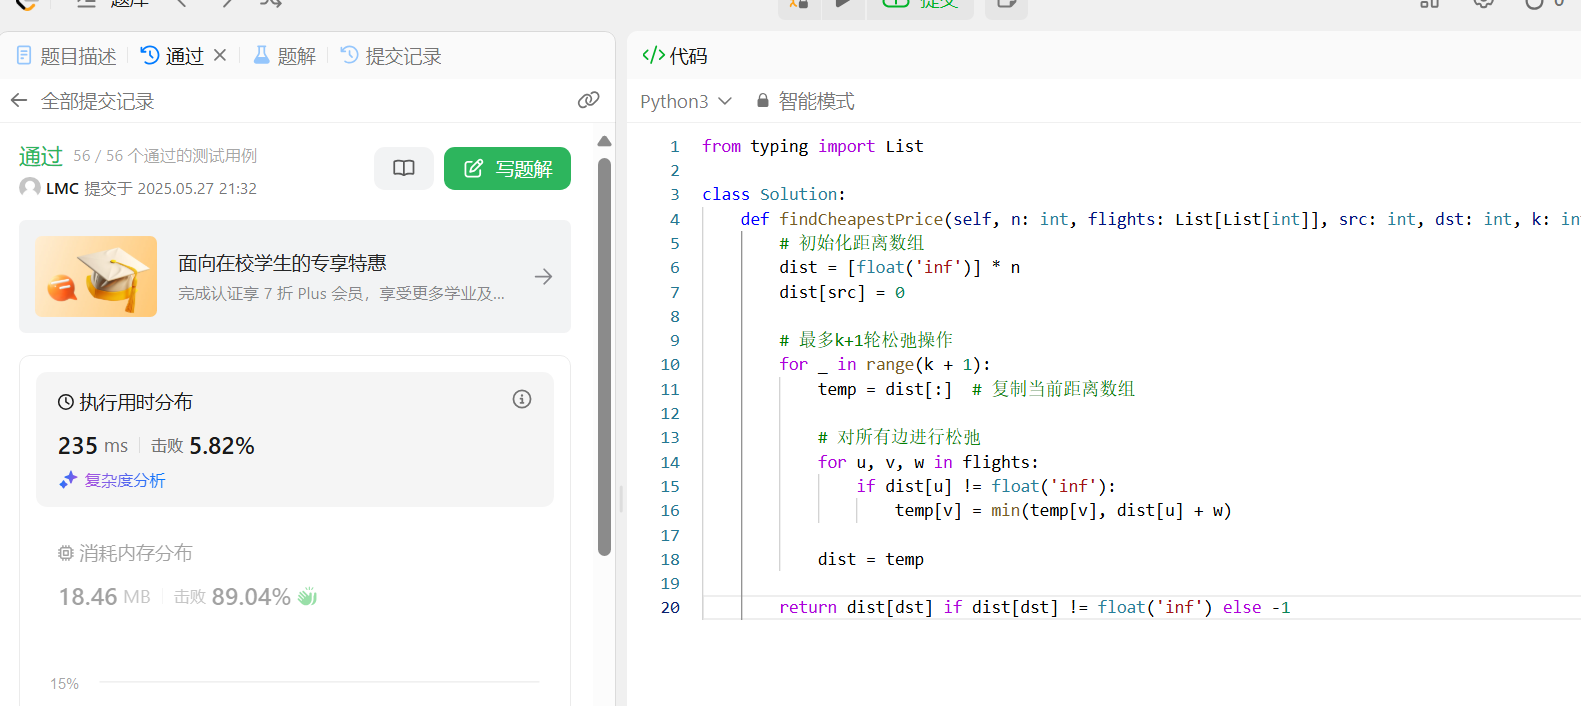 题库
提交
0
题目描述
通过
题解
提交记录
全部提交记录
通过 56 / 56 个通过的测试用例
LMC 提交于 2025.05.27 21:32
写题解
面向在校学生的专享特惠
完成认证享 7 折 Plus 会员，享受更多学业及...
执行用时分布
235 ms 击败 5.82%
复杂度分析
消耗内存分布
18.46 MB 击败 89.04%
15%
</> 代码
Python3 智能模式
1 from typing import List
2
3 class Solution:
4     def findCheapestPrice(self, n: int, flights: List[List[int]], src: int, dst: int, k: in
5         # 初始化距离数组
6         dist = [float('inf')] * n
7         dist[src] = 0
8
9         # 最多k+1轮松弛操作
10         for _ in range(k + 1):
11             temp = dist[:]  # 复制当前距离数组
12
13             # 对所有边进行松弛
14             for u, v, w in flights:
15                 if dist[u] != float('inf'):
16                     temp[v] = min(temp[v], dist[u] + w)
17
18             dist = temp
19
20         return dist[dst] if dist[dst] != float('inf') else -1